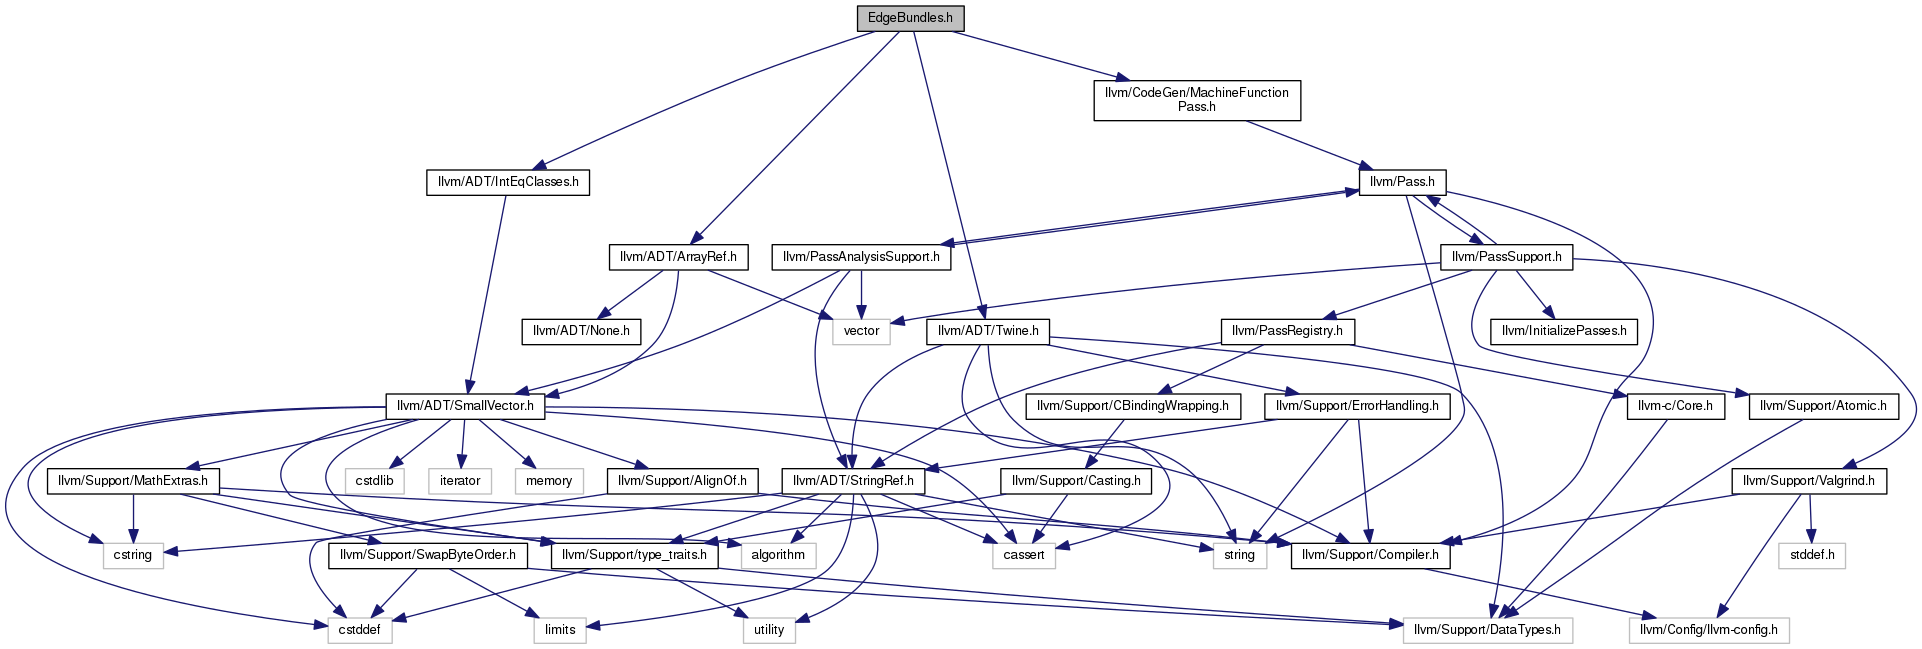 EdgeBundles.h
llvm/CodeGen/MachineFunction
Pass.h
llvm/ADT/IntEqClasses.h
llvm/Pass.h
llvm/ADT/ArrayRef.h
llvm/PassAnalysisSupport.h
llvm/PassSupport.h
llvm/ADT/None.h
vector
llvm/ADT/Twine.h
llvm/PassRegistry.h
llvm/InitializePasses.h
llvm/ADT/SmallVector.h
llvm/Support/CBindingWrapping.h
llvm/Support/ErrorHandling.h
llvm-c/Core.h
llvm/Support/Atomic.h
llvm/Support/MathExtras.h
cstdlib
iterator
memory
llvm/Support/AlignOf.h
llvm/ADT/StringRef.h
llvm/Support/Casting.h
llvm/Support/Valgrind.h
cstring
llvm/Support/SwapByteOrder.h
llvm/Support/type_traits.h
algorithm
cassert
string
llvm/Support/Compiler.h
stddef.h
cstddef
limits
utility
llvm/Support/DataTypes.h
llvm/Config/llvm-config.h